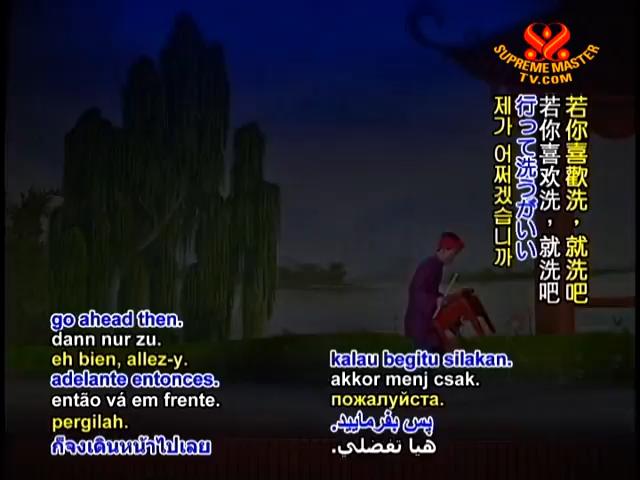 SUPREME MASTER
TV.COM
若你喜歡洗，就洗吧
若你喜欢洗，就洗吧
行って洗うがいい
제가 어쩌겠습니까
go ahead then.
dann nur zu.
eh bien, allez-y.
adelante entonces.
então vá em frente.
pergilah.
ก็จงเดินหน้าไปเลย
kalau begitu silakan.
akkor menj csak.
пожалуйста.
پس بفرمایید.
هيا تفضلي.